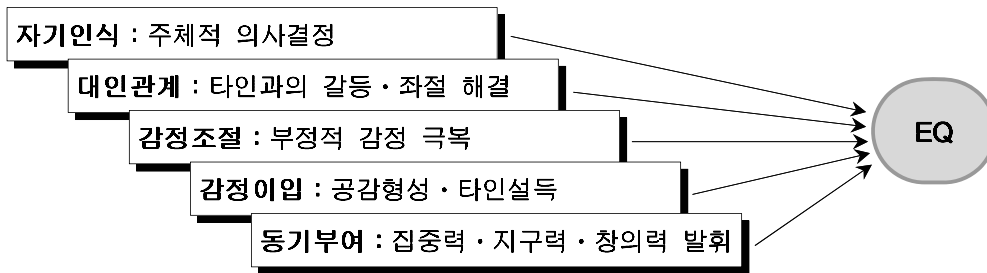 자기인식 : 주체적 의사결정
대인관계 : 타인과의 갈등·좌절 해결
감정조절 : 부정적 감정 극복
감정이입 : 공감형성·타인설득
동기부여 : 집중력·지구력·창의력 발휘
EQ